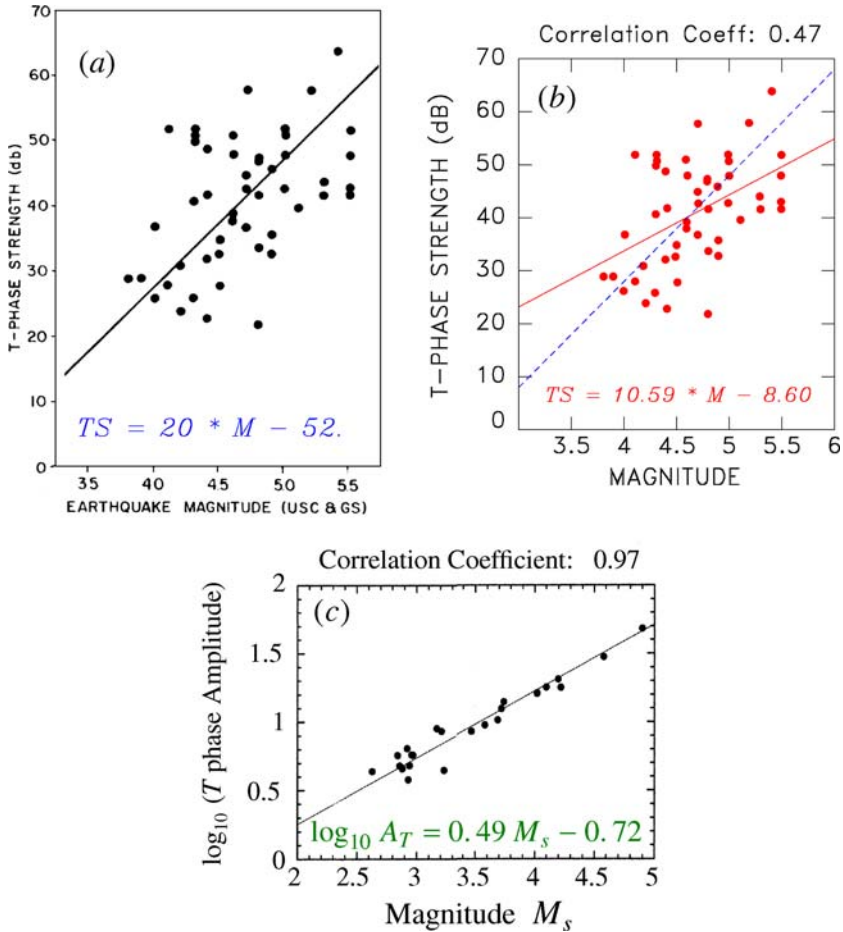 (a)
T-PHASE STRENGTH (db)
70
60
50
40
30
20
10
0
TS = 20 * M − 52.
35 40 45 50 55
EARTHQUAKE MAGNITUDE (USC & GS)
Correlation Coeff: 0.47
(b)
T−PHASE STRENGTH (dB)
70
60
50
40
30
20
10
0
TS = 10.59 * M − 8.60
3.5 4 4.5 5 5.5 6
MAGNITUDE
Correlation Coefficient: 0.97
(c)
log₁₀ (T phase Amplitude)
2
1.5
1
0.5
0
log₁₀ A_T = 0.49 M_s − 0.72
2 2.5 3 3.5 4 4.5 5
Magnitude M_s